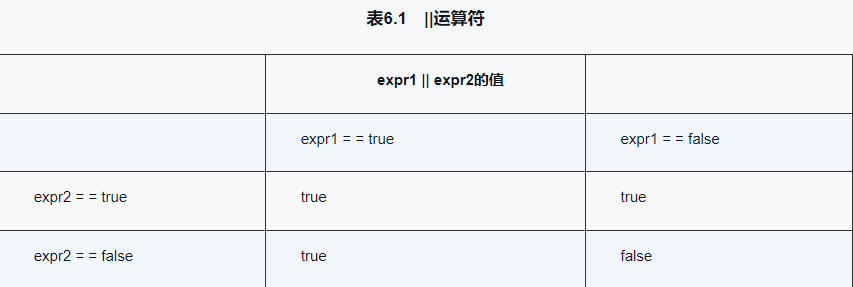 表6.1 ||运算符
expr1 || expr2的值
expr1 = = true expr1 = = false
expr2 = = true true true
expr2 = = false true false